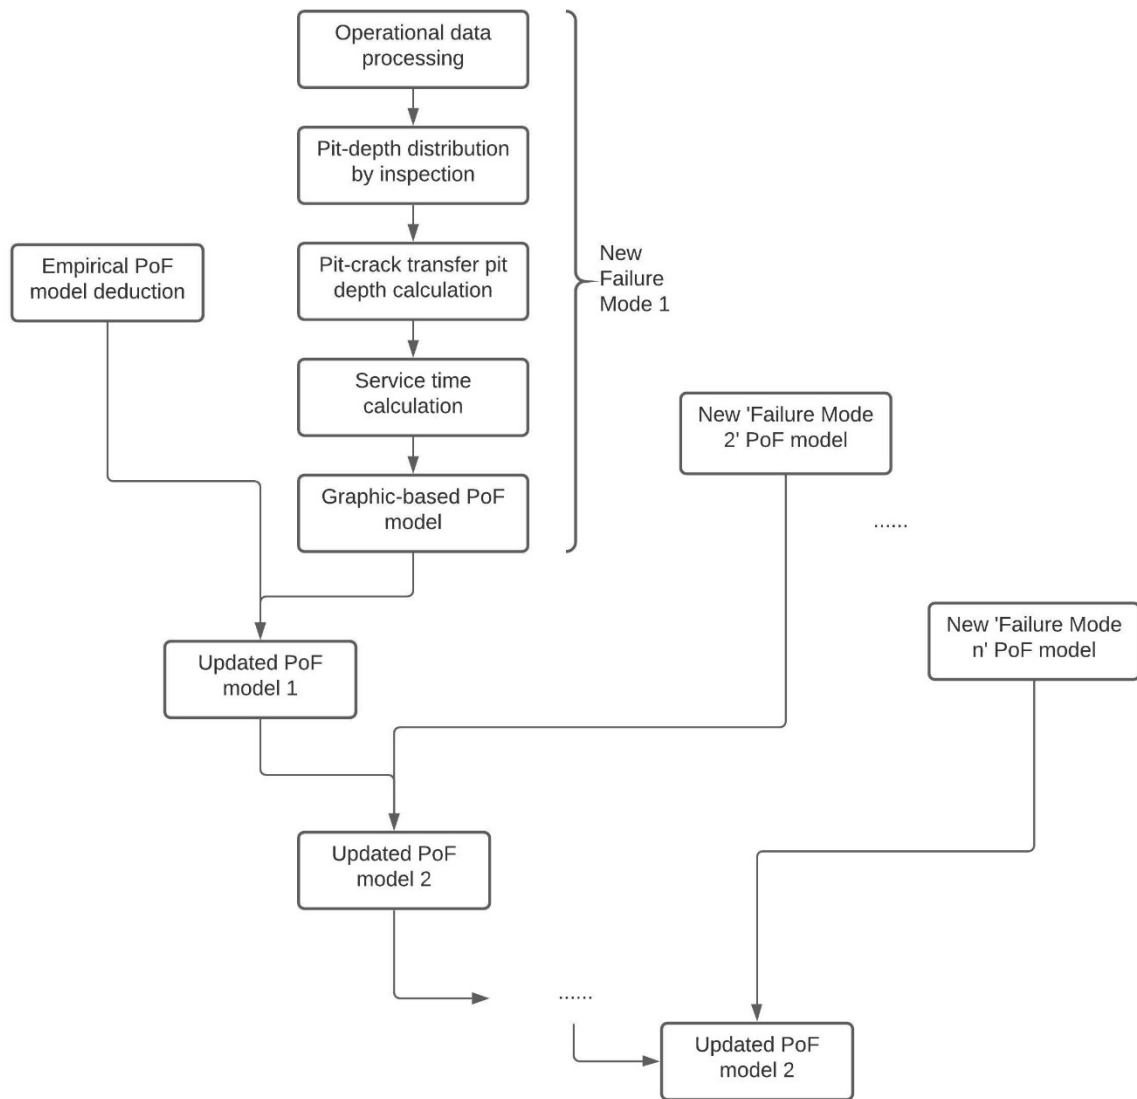 Operational data
processing
Pit-depth distribution
by inspection
Empirical PoF
model deduction
Pit-crack transfer pit
depth calculation
New
Failure
Mode 1
Service time
calculation
New 'Failure Mode
2' PoF model
Graphic-based PoF
model
......
New 'Failure Mode
n' PoF model
Updated PoF
model 1
Updated PoF
model 2
......
Updated PoF
model 2